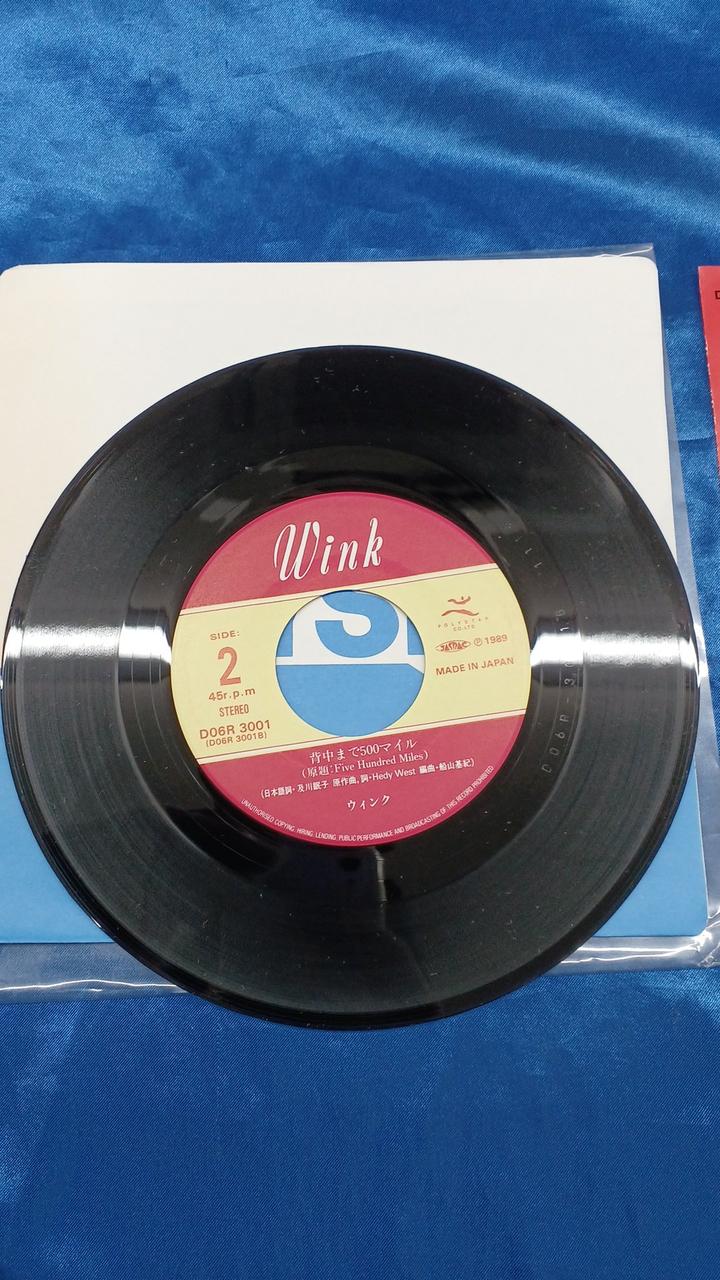 Wink
SIDE:
2
45r.p.m
STEREO
D06R 3001
(D06R 3001B)
POLYSTAR
CO.,LTD.
JASRAC Ⓟ1989
MADE IN JAPAN
背中まで500マイル
(原題:Five Hundred Miles)
(日本語詞・及川眠子 原作曲,詞・Hedy West 編曲・船山基紀)
ウィンク
UNAUTHORISED COPYING. HIRING. LENDING. PUBLIC PERFORMANCE AND BROADCASTING OF THIS RECORD PROHIBITED